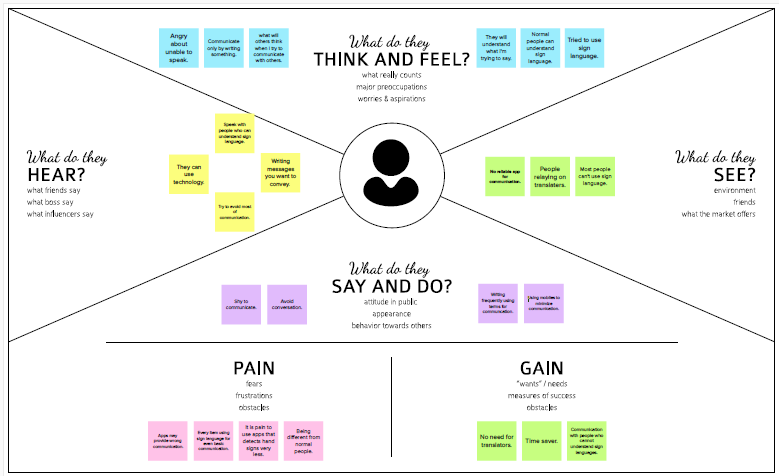 Angry
about
unable to
speak.
Communicate
only by writing
something.
what will
others think
when I try to
communicate
with others.
What do they
THINK AND FEEL?
what really counts
major preoccupations
worries & aspirations
They will
understand
what I'm
trying to say.
Normal
people can
understand
sign
language.
Tried to use
sign
language.
What do they
HEAR?
what friends say
what boss say
what influencers say
Speak with
people who can
understand sign
language.
They can
use
technology.
Writing
messages
you want to
convey.
Try to avoid most
of
communication.
No reliable app
for
communication.
People
relaying on
translators.
Most people
can't use sign
language.
What do they
SEE?
environment
friends
what the market offers
What do they
SAY AND DO?
attitude in public
appearance
behavior towards others
Shy to
communicate.
Avoid
conversation.
Writing
frequently using
terms for
communication.
Using mobiles to
minimize
communication.
PAIN
fears
frustrations
obstacles
Apps may
provide wrong
communication.
Every time using
sign language for
even basic
communication.
It is pain to
use apps that
detects hand
signs very
less.
Being
different from
normal
people.
GAIN
"wants" / needs
measures of success
obstacles
No need for
translators.
Time saver.
Communication
with people who
cannot
understand sign
languages.